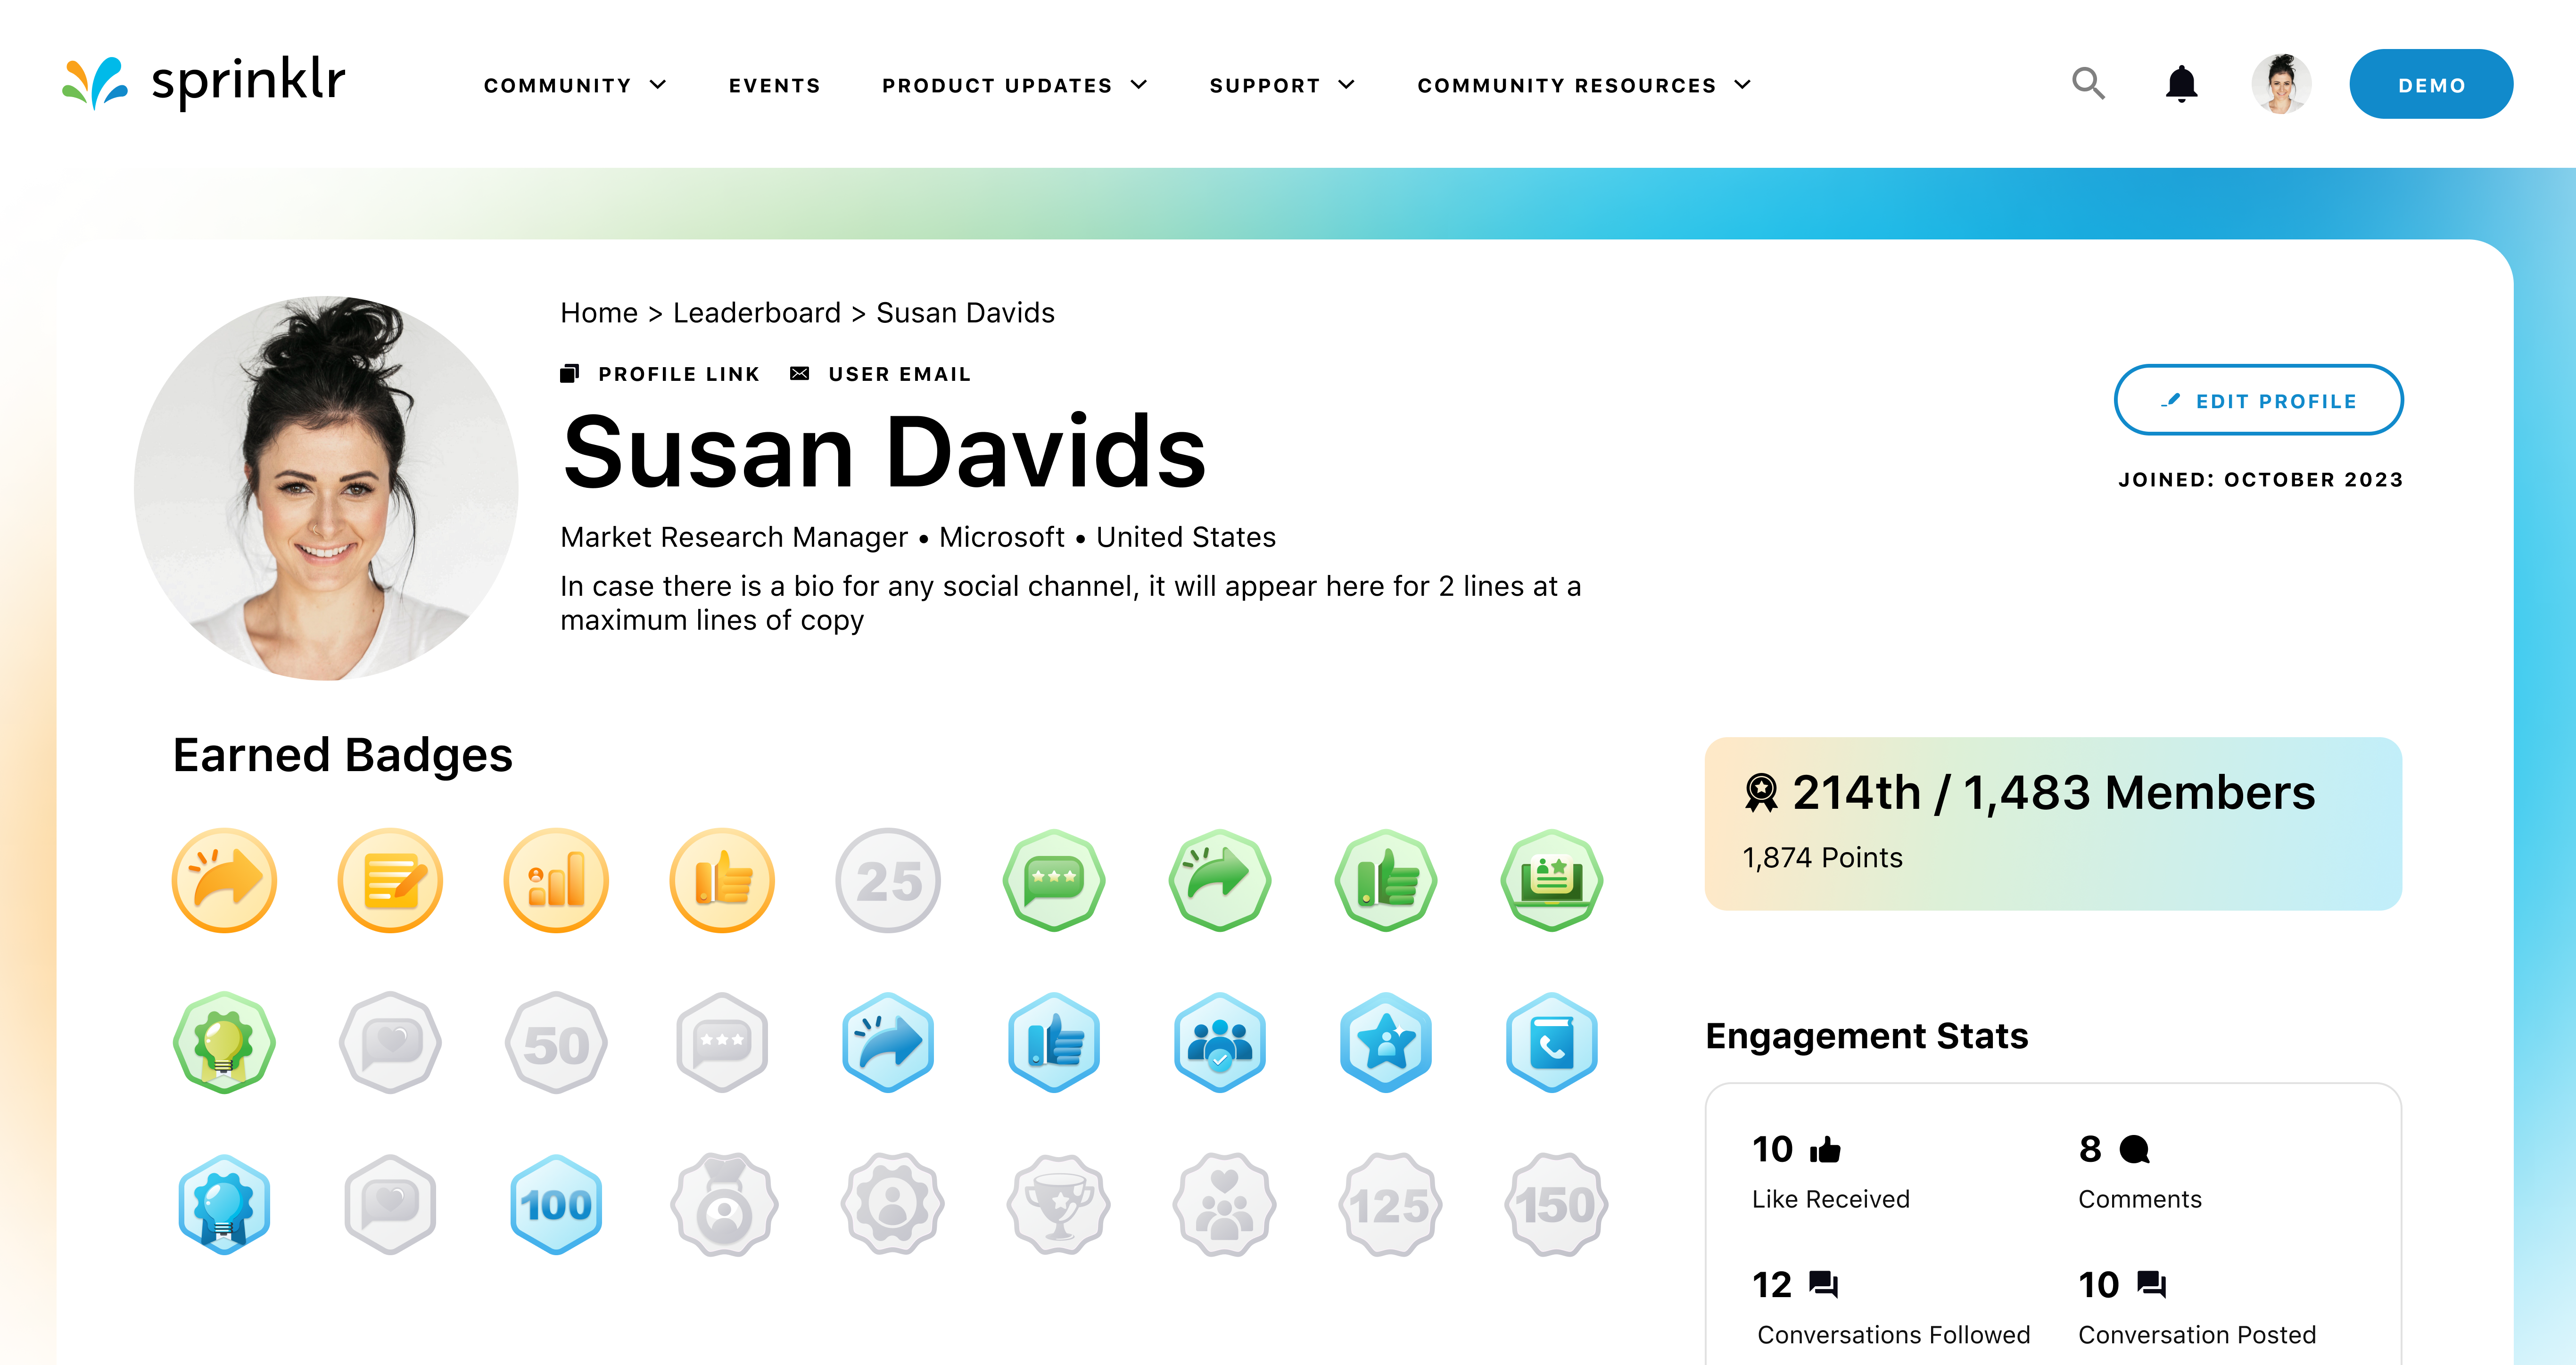 sprinklr
COMMUNITY EVENTS PRODUCT UPDATES SUPPORT COMMUNITY RESOURCES DEMO
Home > Leaderboard > Susan Davids
PROFILE LINK USER EMAIL
Susan Davids
EDIT PROFILE
JOINED: OCTOBER 2023
Market Research Manager • Microsoft • United States
In case there is a bio for any social channel, it will appear here for 2 lines at a
maximum lines of copy
Earned Badges
25
50
100 125 150
214th / 1,483 Members
1,874 Points
Engagement Stats
10 8
Like Received Comments
12 10
Conversations Followed Conversation Posted